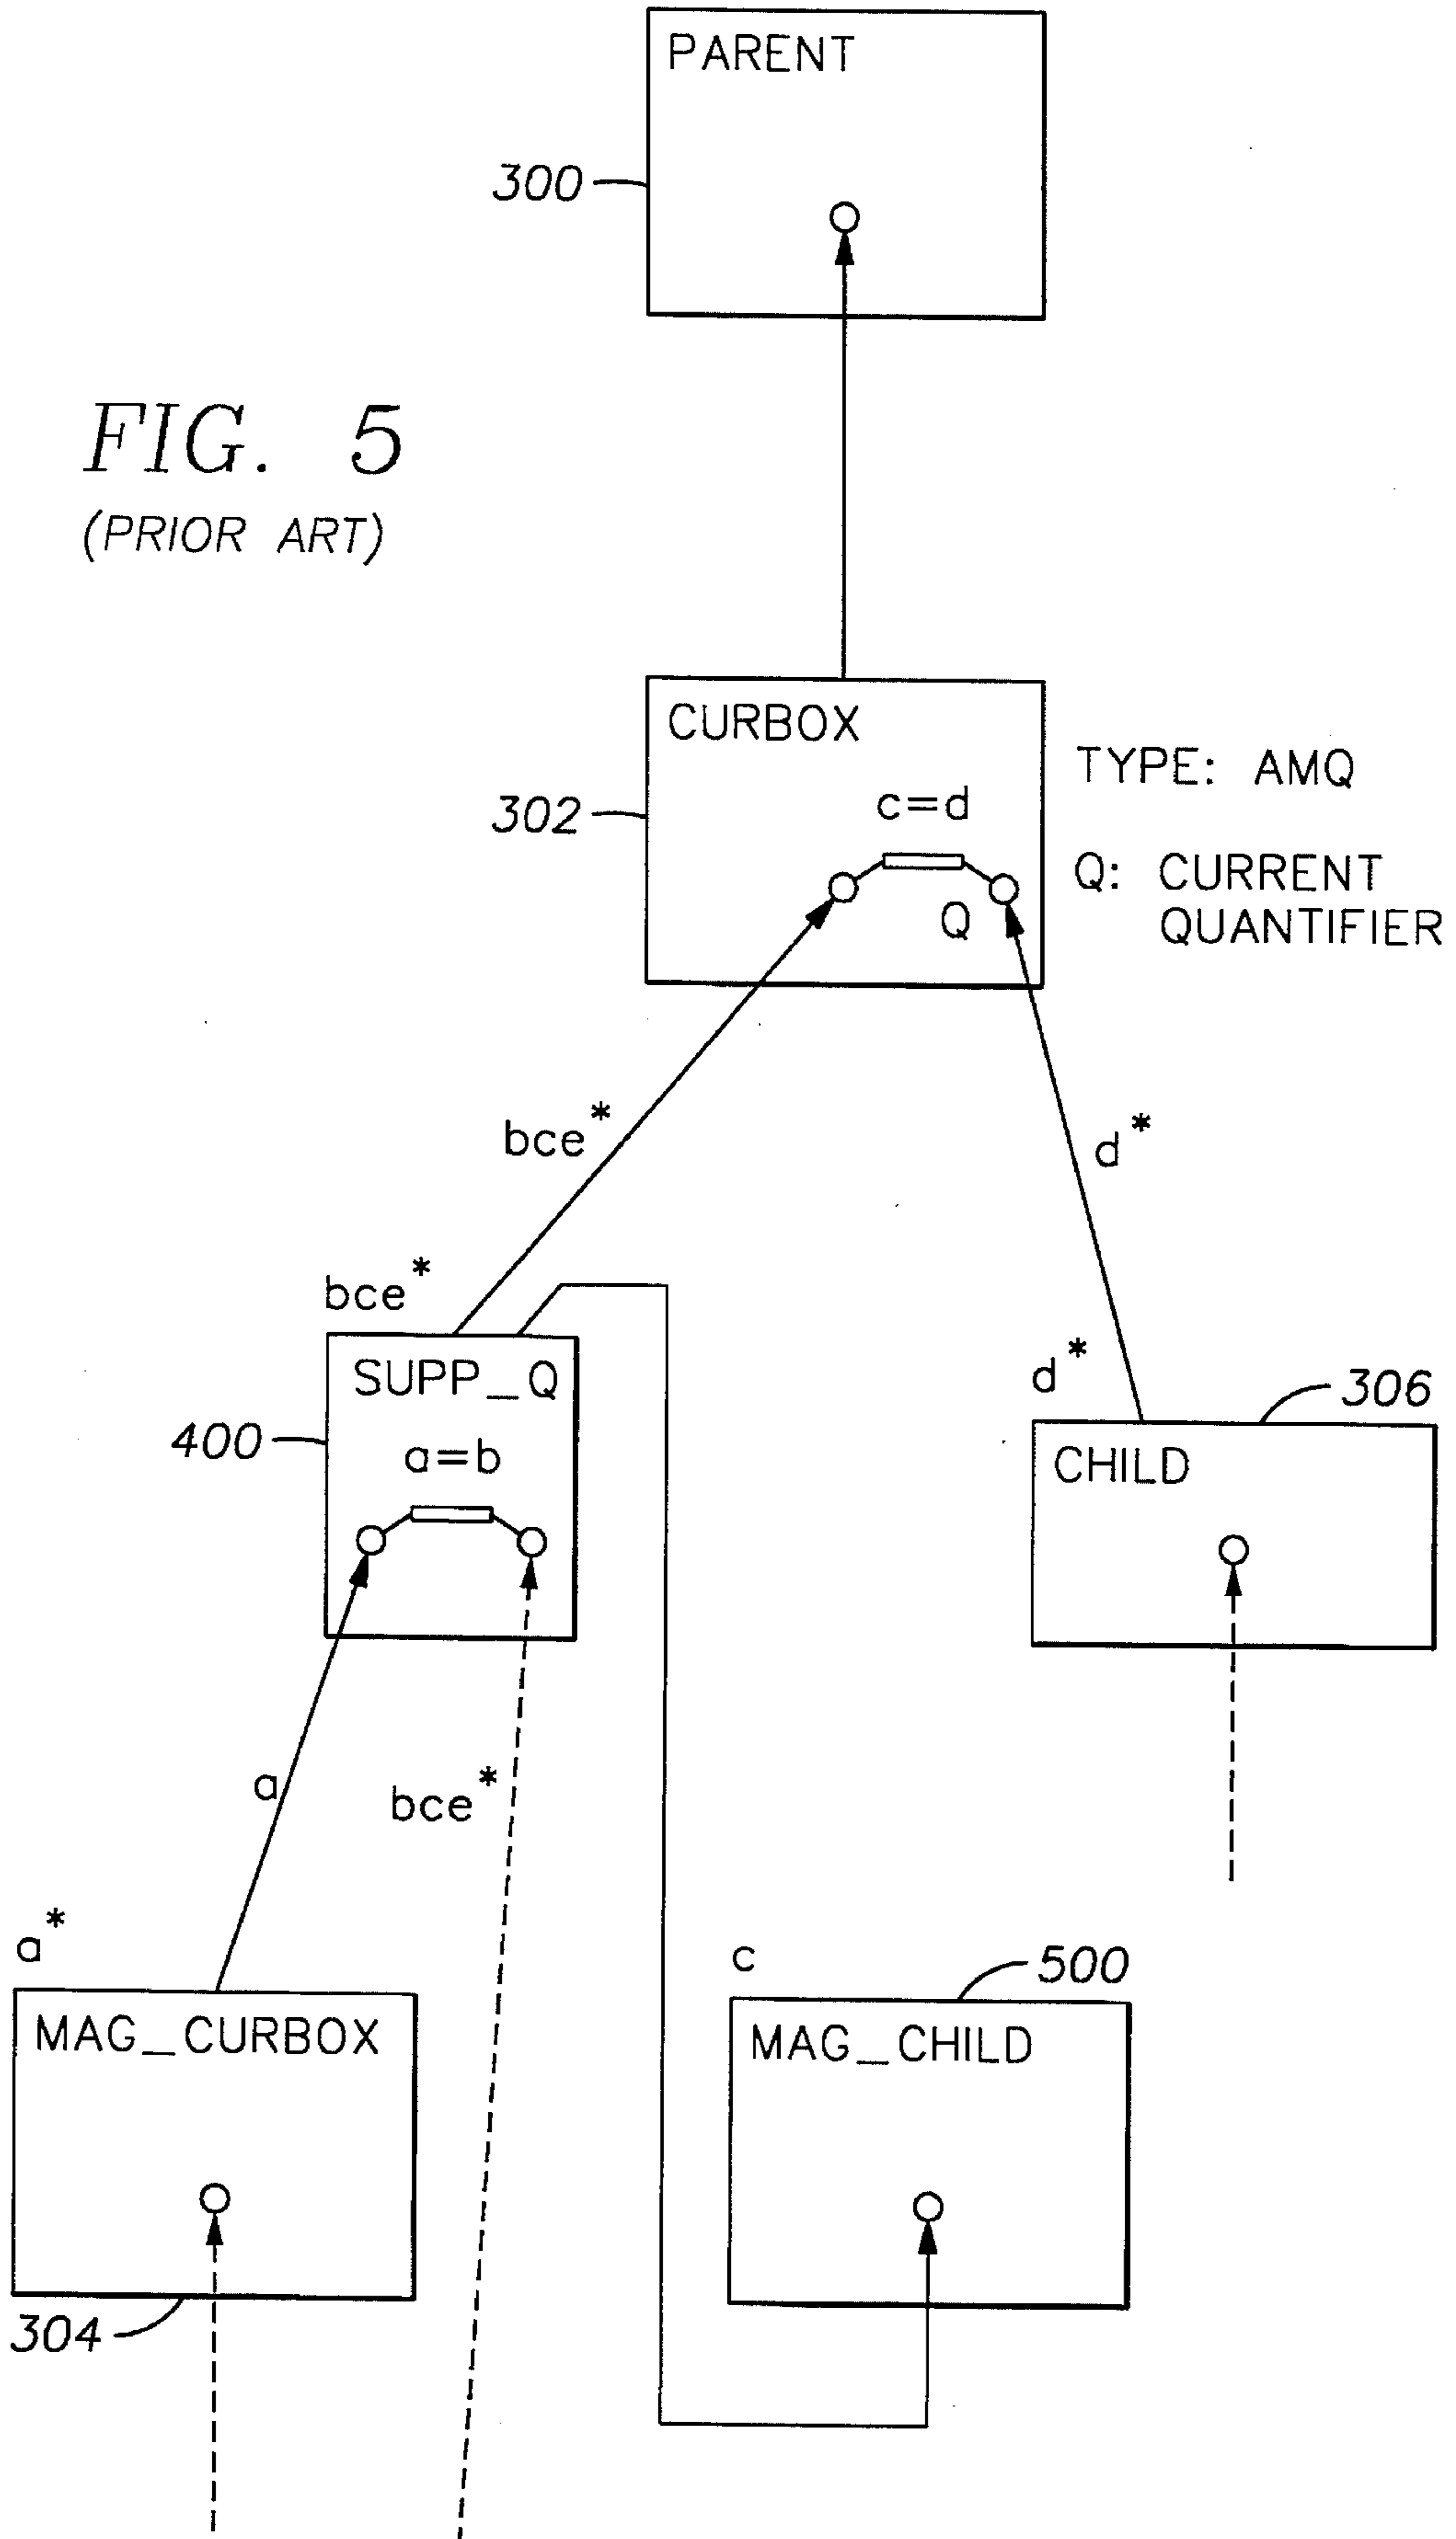 PARENT
300
FIG. 5
(PRIOR ART)
CURBOX
302
c=d
Q
TYPE: AMQ
Q: CURRENT
QUANTIFIER
bce*
d*
bce*
d*
SUPP_Q
400
a=b
306
CHILD
a
bce*
a*
c
500
MAG_CURBOX
MAG_CHILD
304